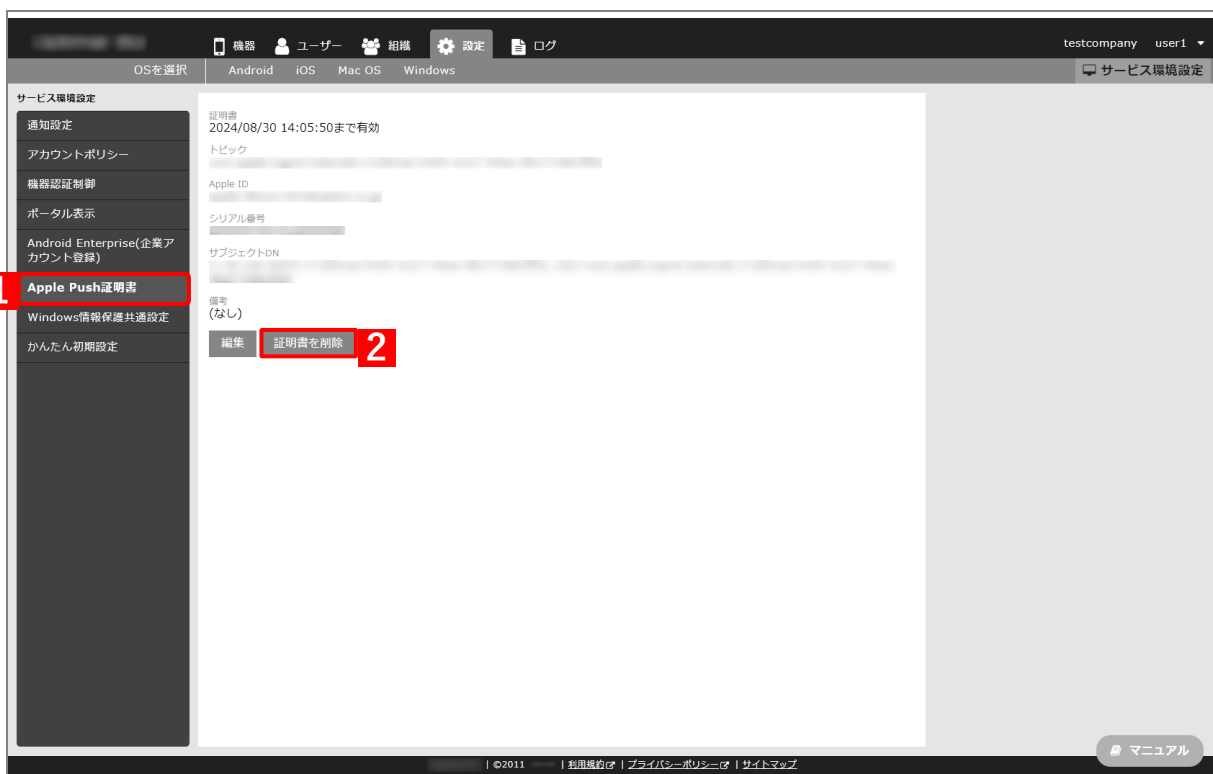 機器 ユーザー 組織 設定 ログ
testcompany user1
OSを選択 Android iOS Mac OS Windows
サービス環境設定
サービス環境設定
通知設定
アカウントポリシー
機器認証制御
ポータル表示
Android Enterprise(企業ア
カウント登録)
1
Apple Push証明書
Windows情報保護共通設定
かんたん初期設定
証明書
2024/08/30 14:05:50まで有効
トピック
Apple ID
シリアル番号
サブジェクトDN
備考
(なし)
編集 証明書を削除 2
マニュアル
| ©2011 | 利用規約 | プライバシーポリシー | サイトマップ